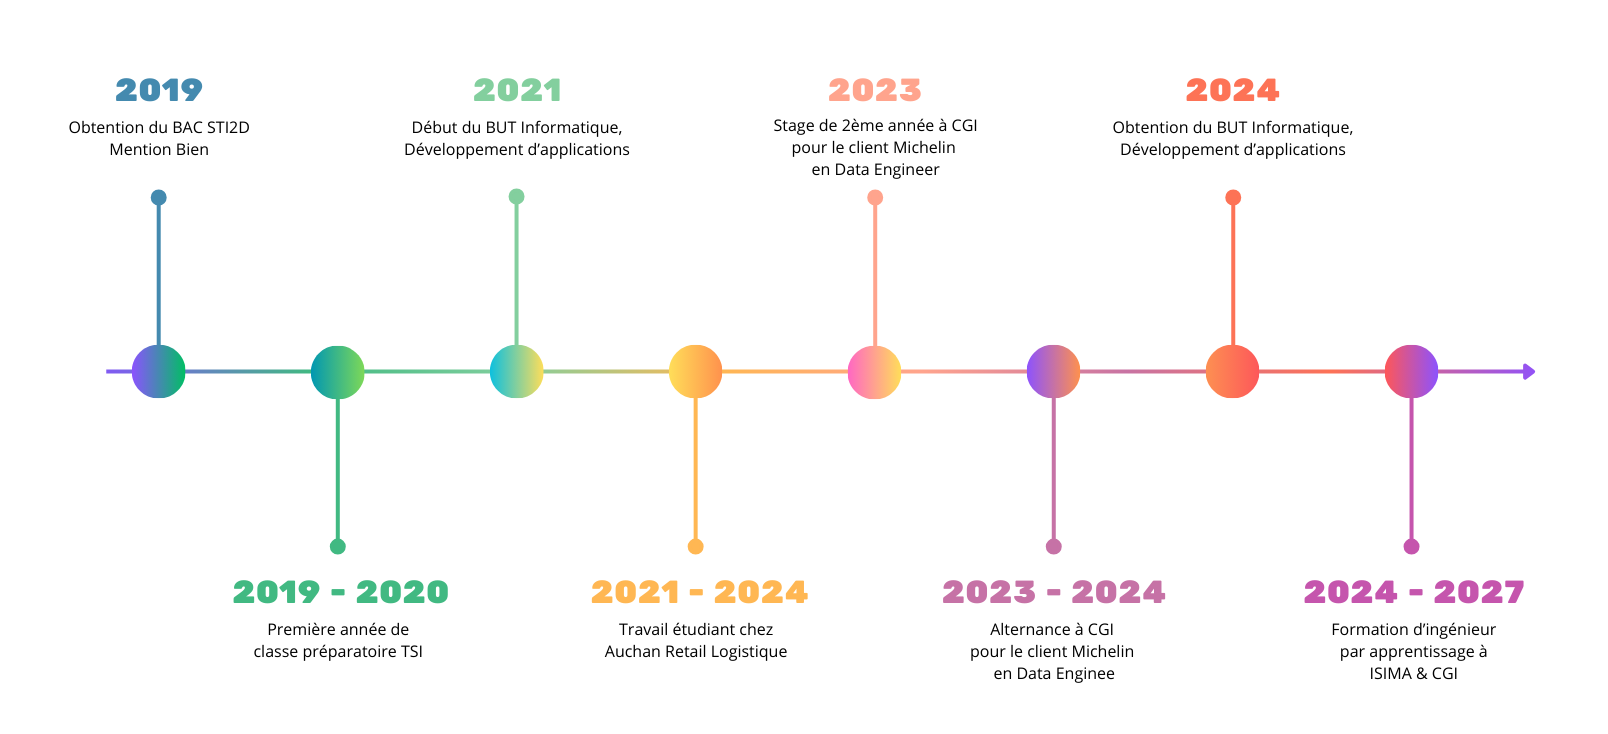 2019
Obtention du BAC STI2D
Mention Bien
2021
Début du BUT Informatique,
Développement d’applications
2023
Stage de 2ème année à CGI
pour le client Michelin
en Data Engineer
2024
Obtention du BUT Informatique,
Développement d’applications
2019 - 2020
Première année de
classe préparatoire TSI
2021 - 2024
Travail étudiant chez
Auchan Retail Logistique
2023 - 2024
Alternance à CGI
pour le client Michelin
en Data Enginee
2024 - 2027
Formation d’ingénieur
par apprentissage à
ISIMA & CGI